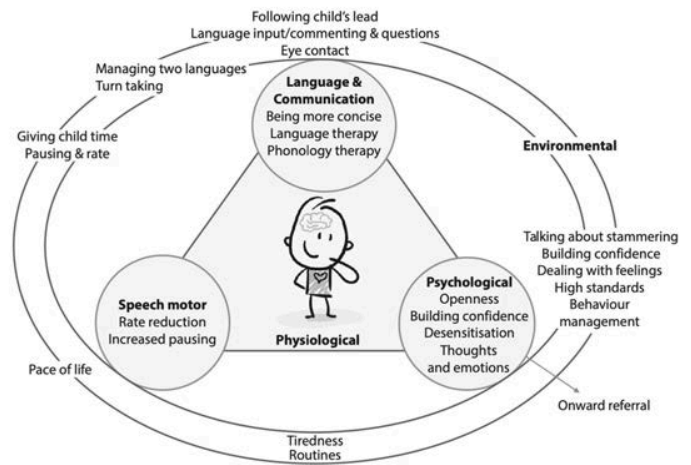 Following child's lead
Language input/commenting & questions
Eye contact
Managing two languages
Turn taking
Language &
Communication
Being more concise
Language therapy
Phonology therapy
Giving child time
Pausing & rate
Environmental
Talking about stammering
Building confidence
Dealing with feelings
High standards
Behaviour
management
Speech motor
Rate reduction
Increased pausing
Psychological
Openness
Building confidence
Desensitisation
Thoughts
and emotions
Physiological
Pace of life
Onward referral
Tiredness
Routines